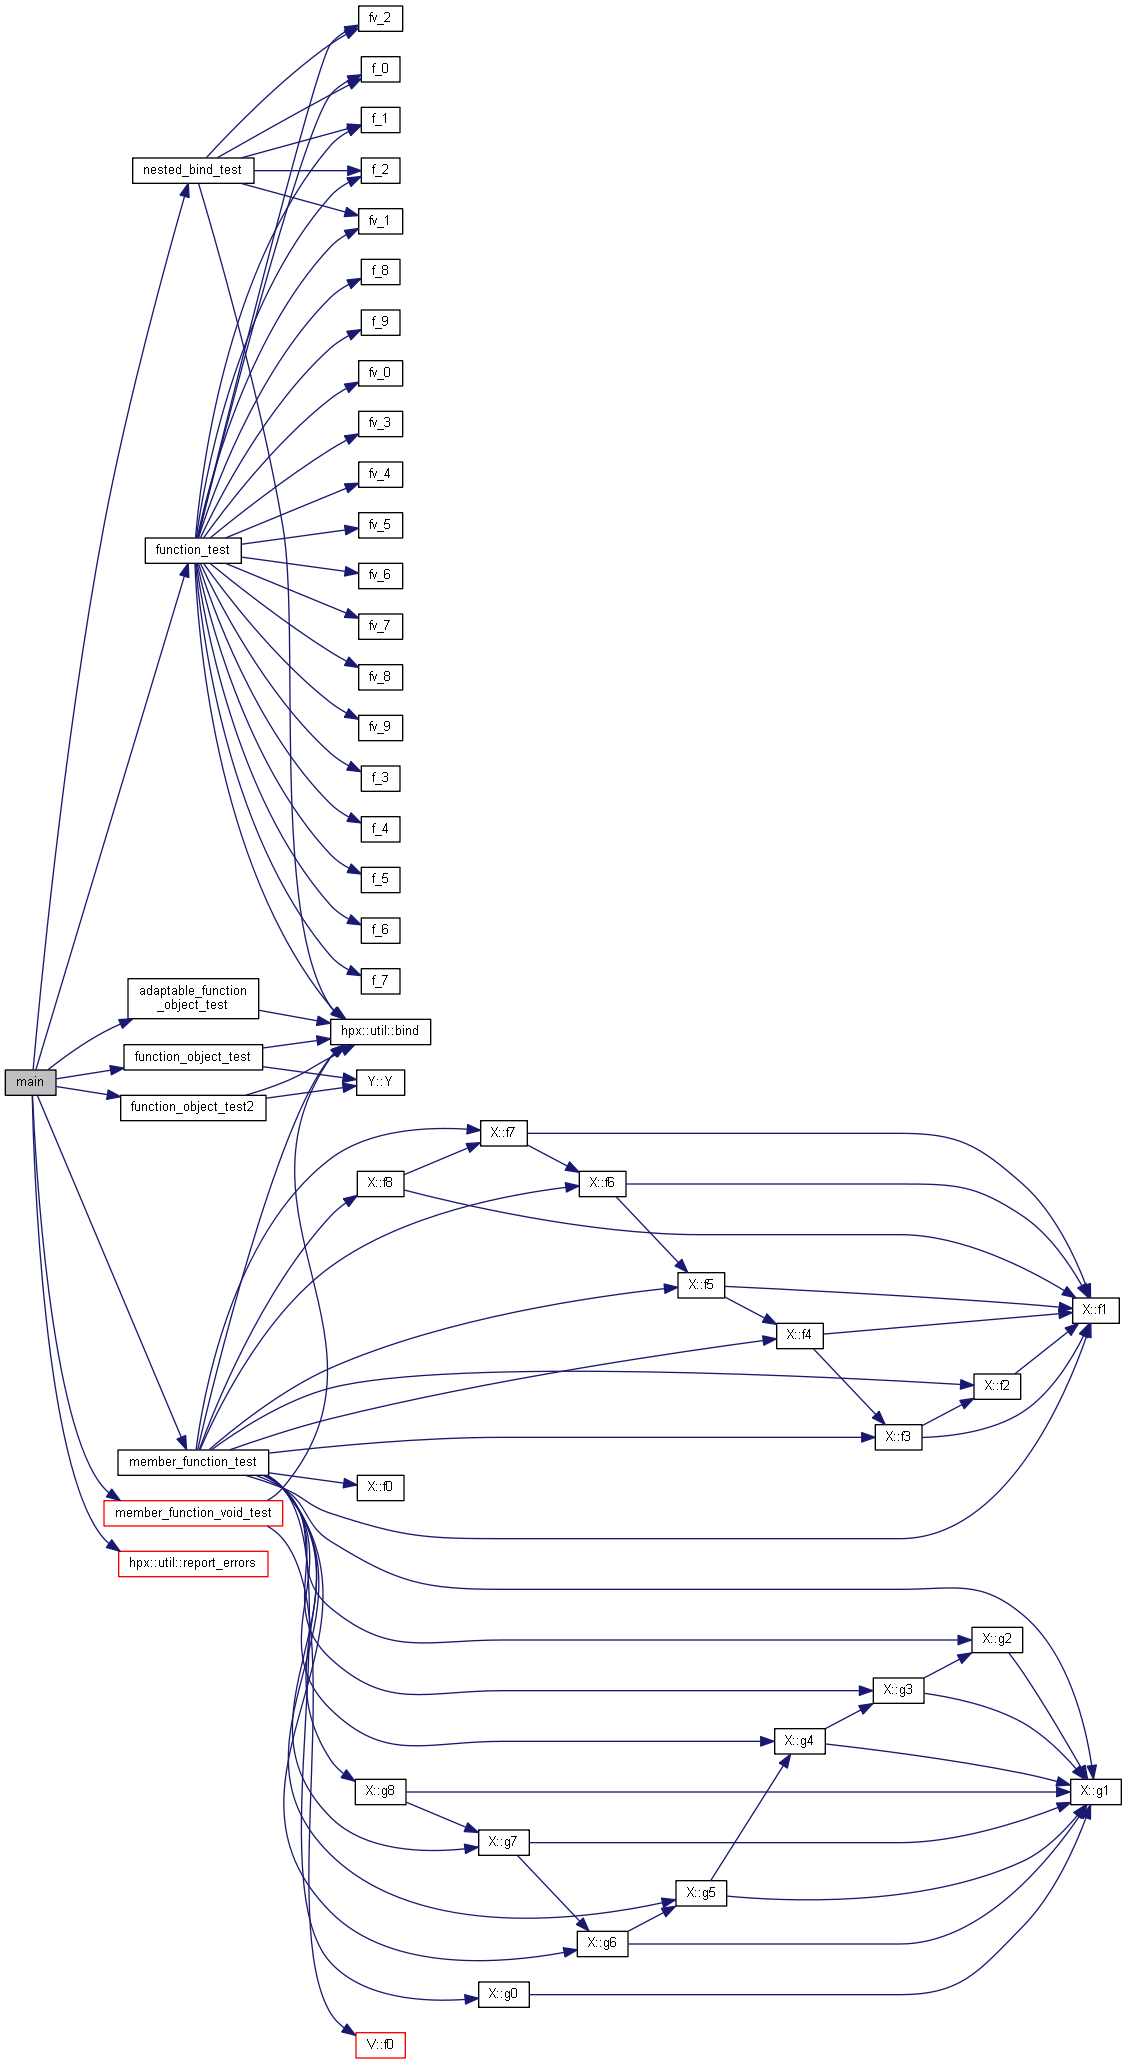 fv_2
f_0
f_1
nested_bind_test
f_2
fv_1
f_8
f_9
fv_0
fv_3
fv_4
fv_5
function_test
fv_6
fv_7
fv_8
fv_9
f_3
f_4
f_5
f_6
f_7
adaptable_function
_object_test
hpx::util::bind
function_object_test
main
Y::Y
function_object_test2
X::f7
X::f8
X::f6
X::f5
X::f1
X::f4
X::f2
X::f3
member_function_test
X::f0
member_function_void_test
hpx::util::report_errors
X::g2
X::g3
X::g4
X::g8
X::g1
X::g7
X::g5
X::g6
X::g0
V::f0